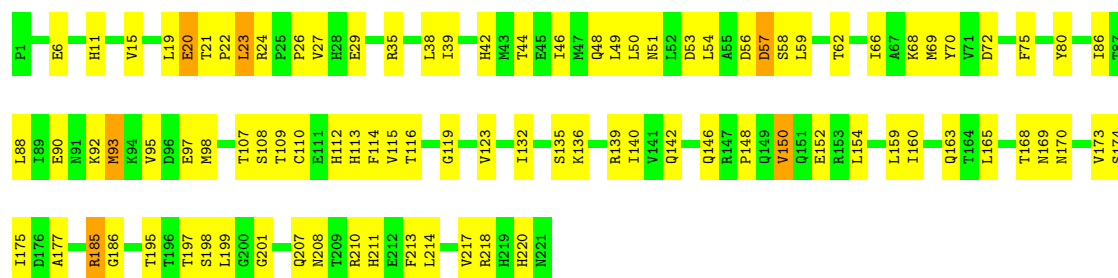 P1 E6 H11 V15 L19 E20 T21 P22 L23 R24 P25 P26 V27 H28 E29 R35 L38 I39 H42 M43 T44 E45 I46 M47 Q48 L49 L50 N51 L52 D53 L54 A55 D56 D57 S58 L59 T62 I66 A67 K68 M69 Y70 V71 D72 F75 Y80 I86 T87
L88 I89 E90 N91 K92 M93 K94 V95 D96 E97 M98 T107 S108 T109 C110 E111 H112 H113 F114 V115 T116 G119 V123 I132 S135 K136 R139 I140 V141 Q142 Q146 R147 P148 Q149 V150 Q151 E152 R153 L154 L159 I160 Q163 T164 L165 T168 N169 N170 V173 S174
I175 D176 A177 R185 G186 T195 T196 T197 S198 L199 G200 G201 Q207 N208 T209 R210 H211 E212 F213 L214 V217 R218 H219 H220 N221